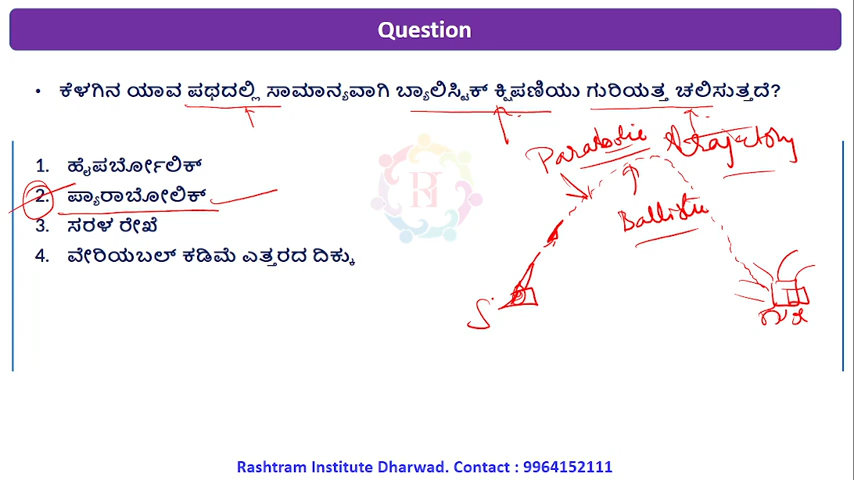 Question
• ಕೆಳಗಿನ ಯಾವ ಪಥದಲ್ಲಿ ಸಾಮಾನ್ಯವಾಗಿ ಬ್ಯಾಲಿಸ್ಟಿಕ್ ಕ್ಷಿಪಣಿಯು ಗುರಿಯತ್ತ ಚಲಿಸುತ್ತದೆ?
1. ಹೈಪರ್ಬೋಲಿಕ್
2. ಪ್ಯಾರಾಬೋಲಿಕ್
3. ಸರಳ ರೇಖೆ
4. ವೇರಿಯಬಲ್ ಕಡಿಮೆ ಎತ್ತರದ ದಿಕ್ಕು
Parabolic trajectory
Ballistic
S
Rashtram Institute Dharwad. Contact : 9964152111